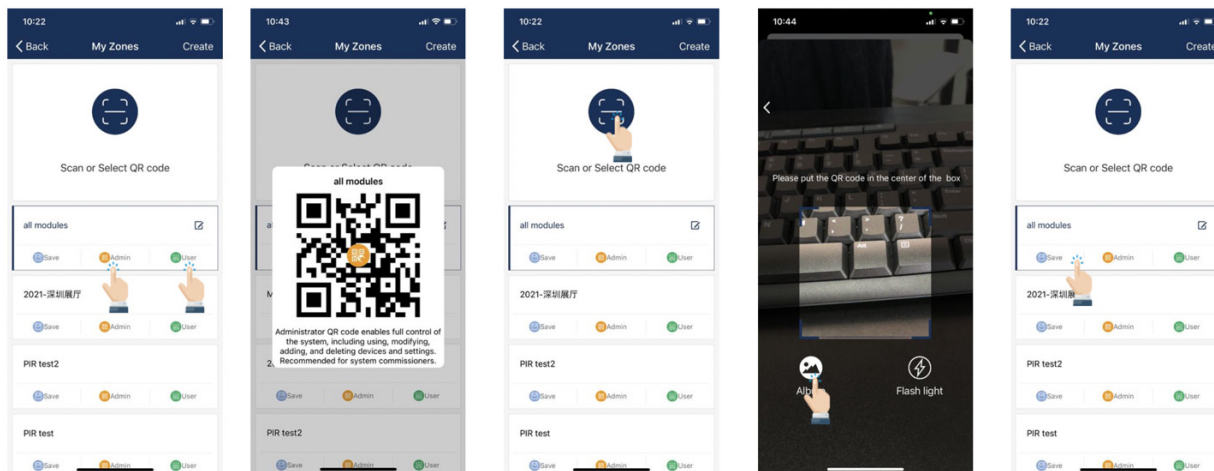 10:22
Back
My Zones
Create
Scan or Select QR code
all modules
Save
Admin
User
2021-深圳展厅
Save
Admin
User
PIR test2
Save
Admin
User
PIR test
Save
Admin
User
10:43
Back
My Zones
Create
all modules
Administrator QR code enables full control of
the system, including using, modifying,
adding, and deleting devices and settings.
Recommended for system commissioners.
Save
Admin
User
PIR test2
Save
Admin
User
10:22
Back
My Zones
Create
Scan or Select QR code
all modules
Save
Admin
User
2021-深圳展厅
Save
Admin
User
PIR test2
Save
Admin
User
PIR test
Save
Admin
User
10:44
Please put the QR code in the center of the box
Alt
Flash light
10:22
Back
My Zones
Create
Scan or Select QR code
all modules
Save
User
2021-深圳展
Save
Admin
User
PIR test2
Save
Admin
User
PIR test
Save
Admin
User